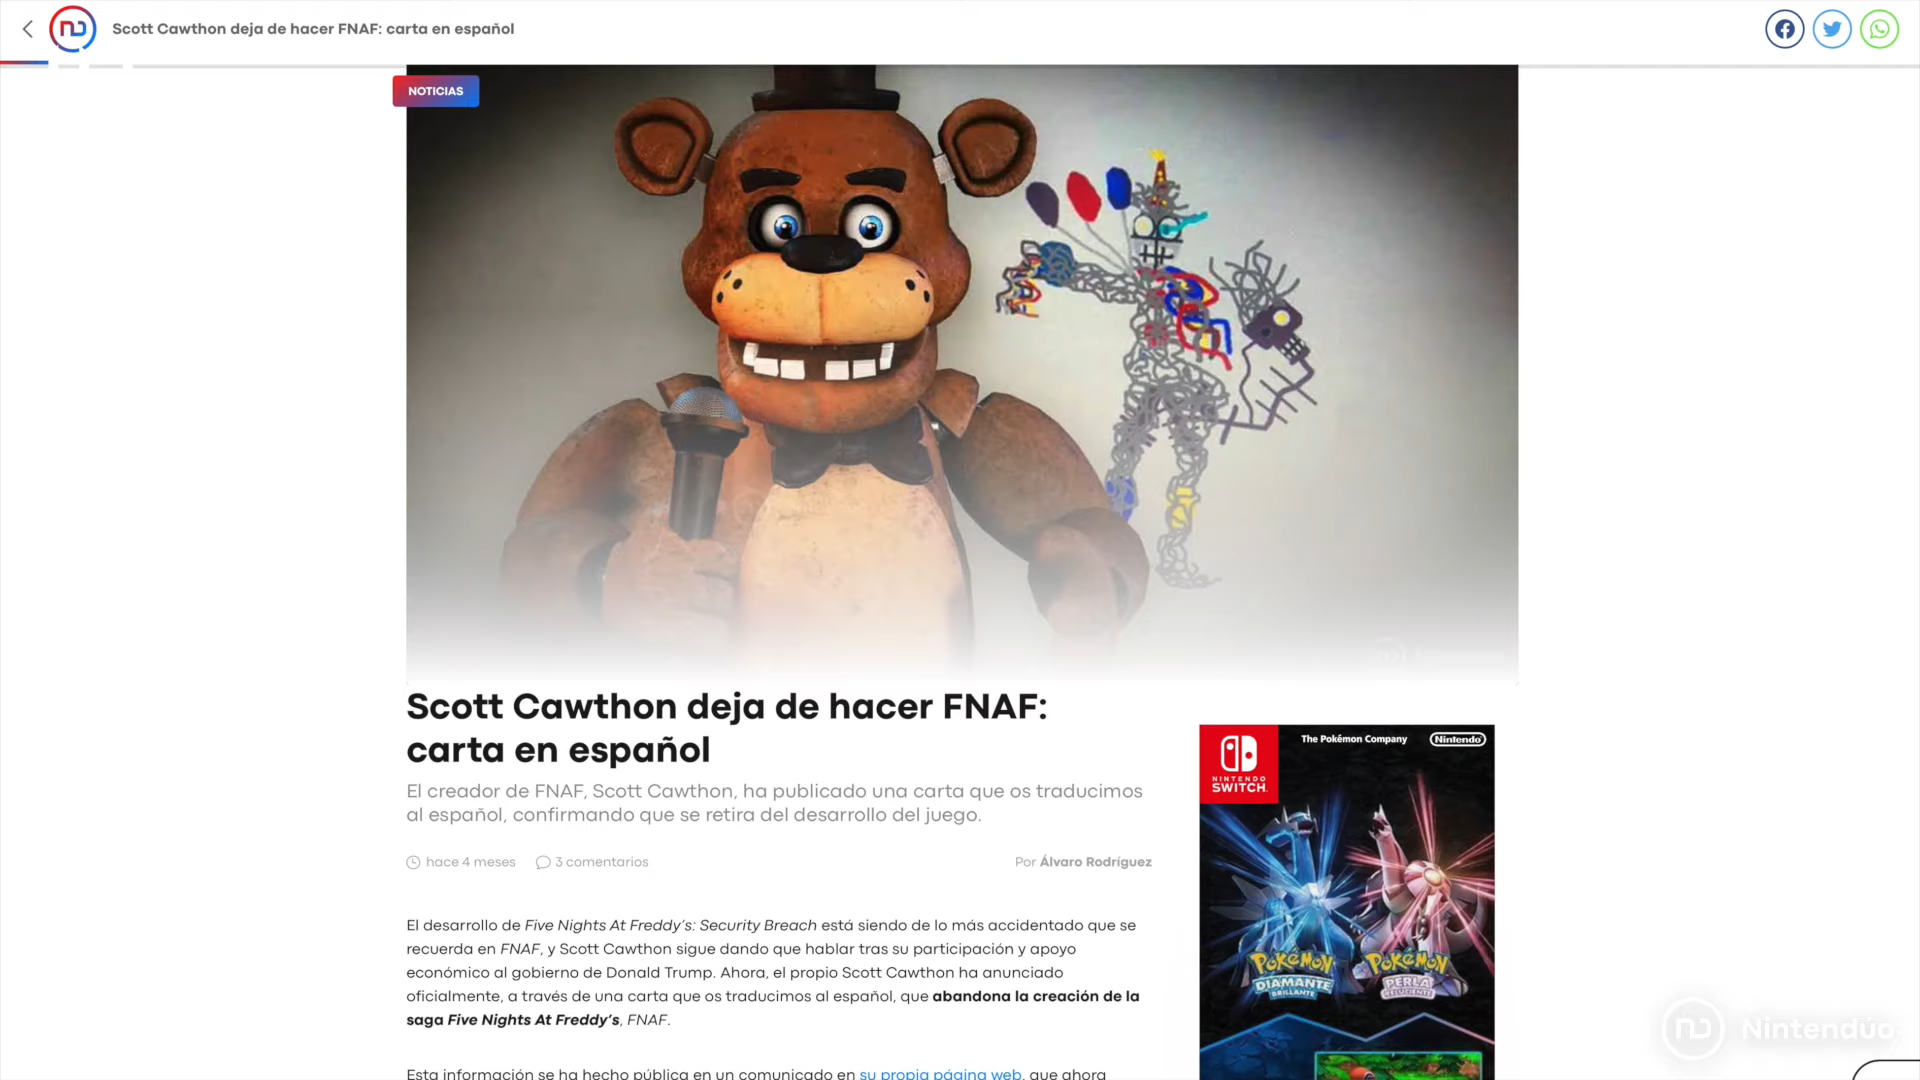 Scott Cawthon deja de hacer FNAF: carta en español
NOTICIAS
Scott Cawthon deja de hacer FNAF:
carta en español
El creador de FNAF, Scott Cawthon, ha publicado una carta que os traducimos
al español, confirmando que se retira del desarrollo del juego.
hace 4 meses
3 comentarios
Por Álvaro Rodríguez
El desarrollo de Five Nights At Freddy's: Security Breach está siendo de lo más accidentado que se
recuerda en FNAF, y Scott Cawthon sigue dando que hablar tras su participación y apoyo
económico al gobierno de Donald Trump. Ahora, el propio Scott Cawthon ha anunciado
oficialmente, a través de una carta que os traducimos al español, que abandona la creación de la
saga Five Nights At Freddy's, FNAF.
Esta información se ha hecho pública en un comunicado en su propia página web, que ahora
NINTENDO
SWITCH
The Pokémon Company
Nintendo
POKÉMON
DIAMANTE
BRILLANTE
POKÉMON
PERLA
RELUCIENTE
Nintendúo